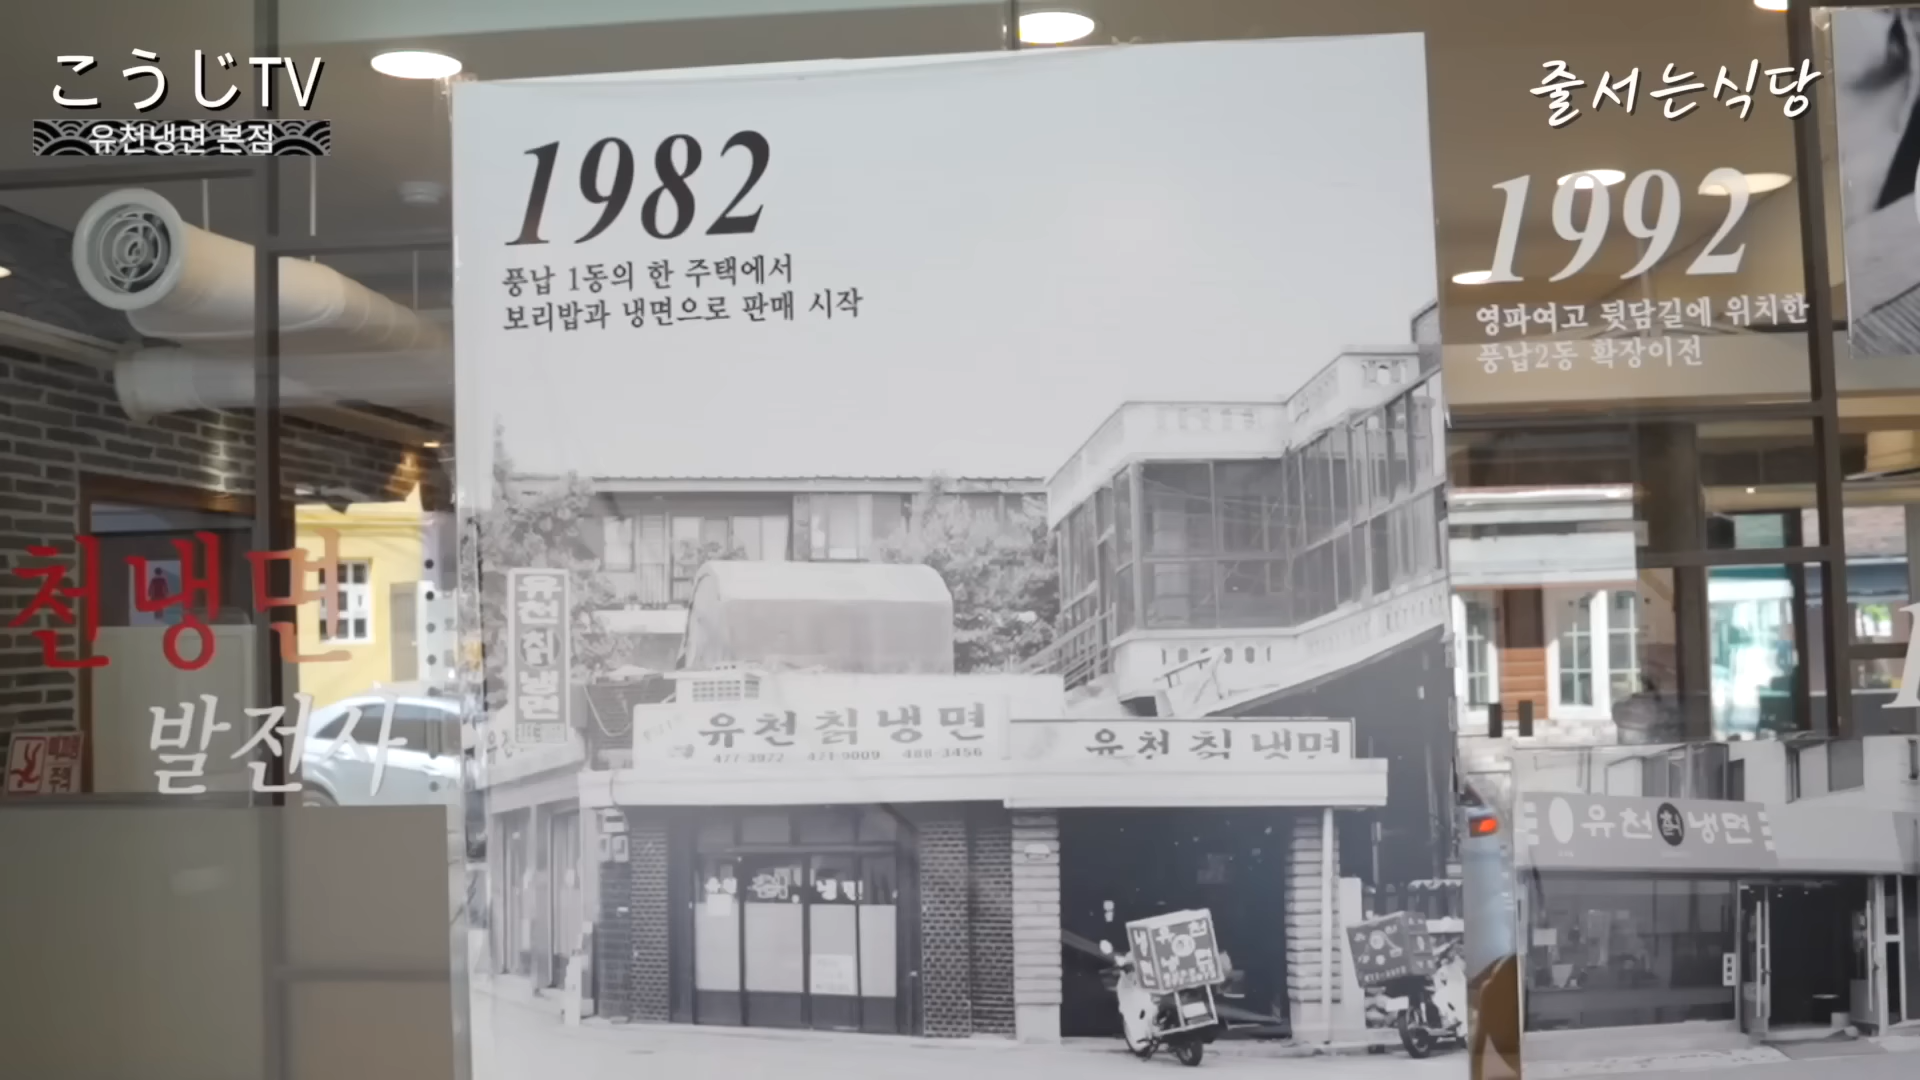 こうじTV
유천냉면 본점
줄서는식당
1982
풍납 1동의 한 주택에서
보리밥과 냉면으로 판매 시작
1992
영파여고 뒷담길에 위치한
풍납2동 확장이전
천냉면
발전사
유천칡냉면
유천칡냉면
477-3972 471-9009 488-3456
유천칡냉면
유천칡냉면